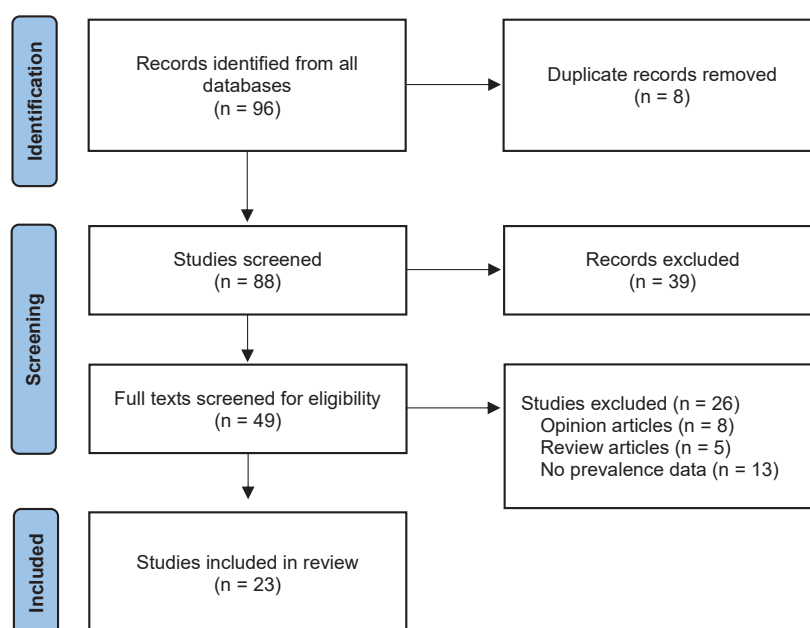 Identification
Records identified from all
databases
(n = 96)
Duplicate records removed
(n = 8)
Screening
Studies screened
(n = 88)
Records excluded
(n = 39)
Full texts screened for eligibility
(n = 49)
Studies excluded (n = 26)
Opinion articles (n = 8)
Review articles (n = 5)
No prevalence data (n = 13)
Included
Studies included in review
(n = 23)